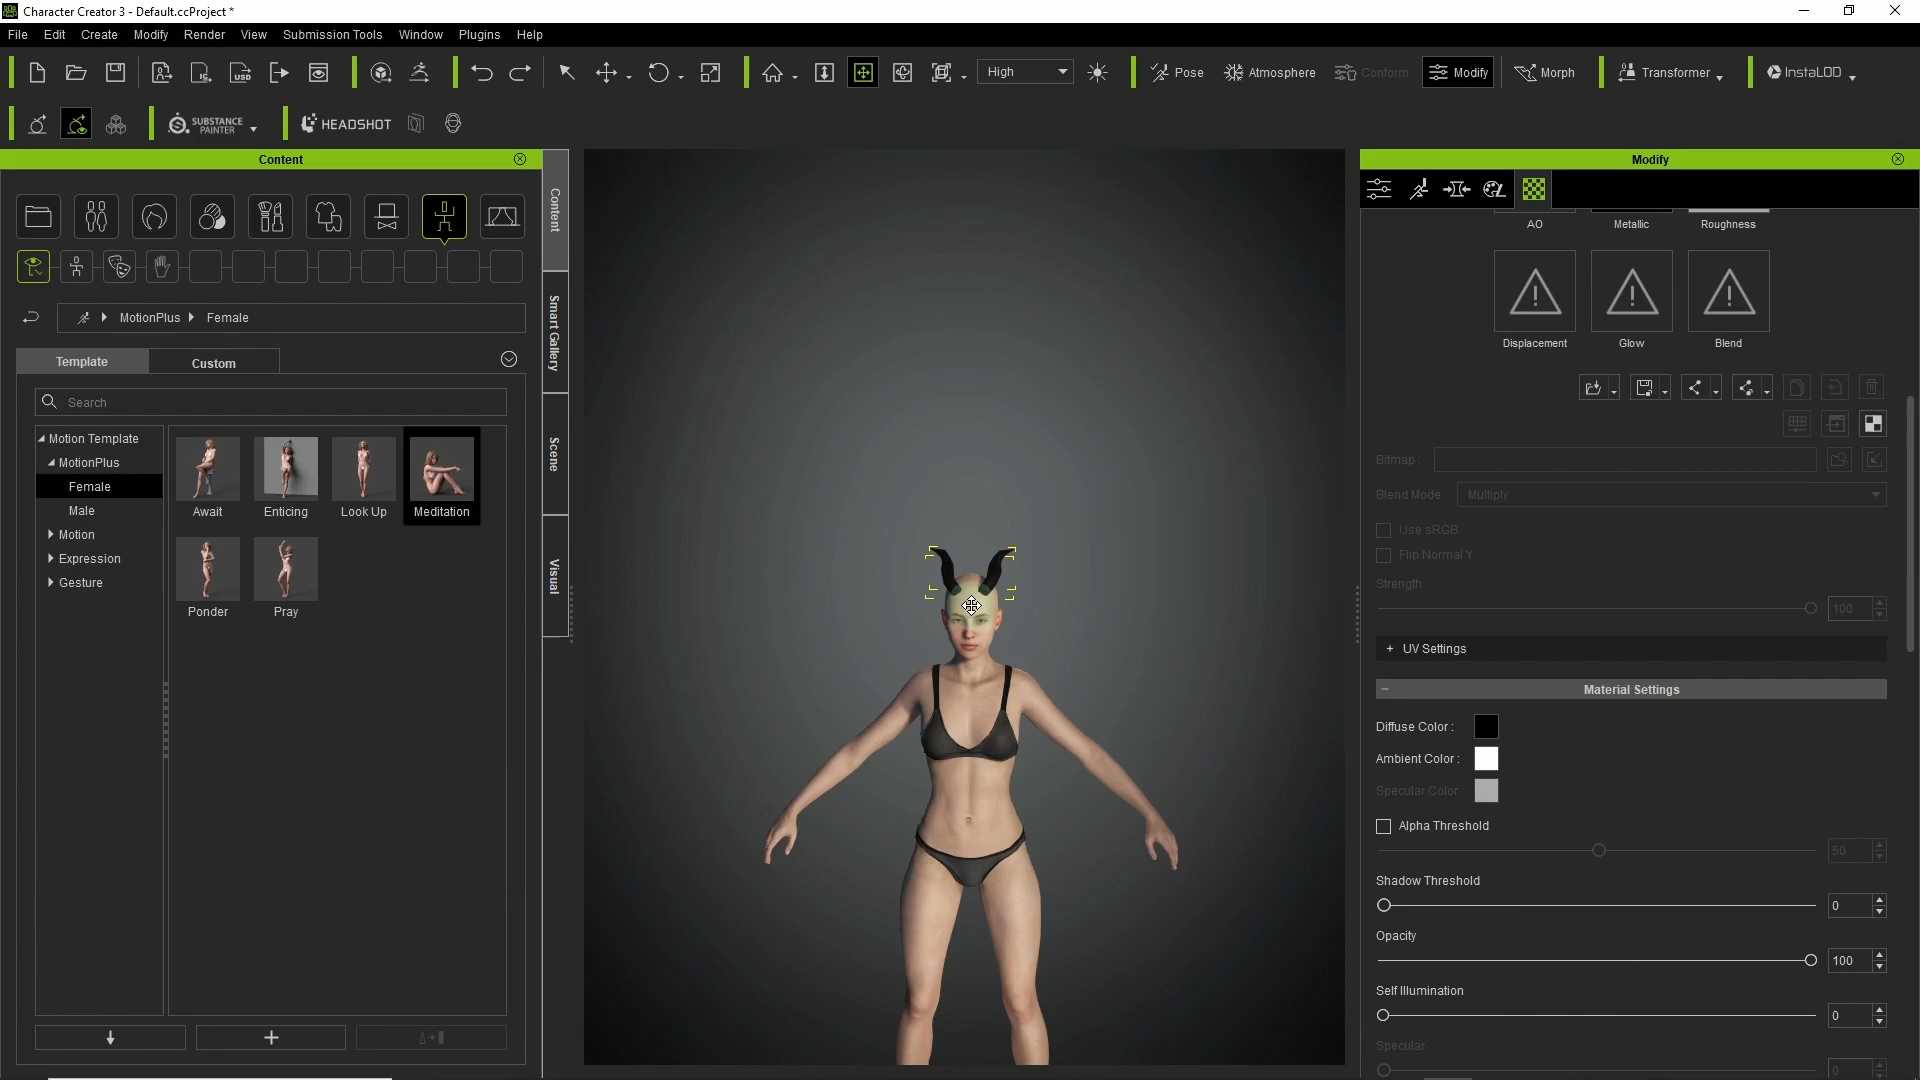 Character Creator 3 - Default.ccProject *
File Edit Create Modify Render View Submission Tools Window Plugins Help
High Pose Atmosphere Conform Modify Morph Transformer InstaLOD
SUBSTANCE PAINTER HEADSHOT
Content
Modify
Content
Smart Gallery
Scene
Visual
MotionPlus Female
Template Custom
Search
Motion Template
MotionPlus
Female
Male
Motion
Expression
Gesture
Await Enticing Look Up Meditation
Ponder Pray
AO Metallic Roughness
Displacement Glow Blend
Bitmap :
Blend Mode : Multiply
Use sRGB
Flip Normal Y
Strength
100
+ UV Settings
Material Settings
Diffuse Color :
Ambient Color :
Specular Color :
Alpha Threshold
50
Shadow Threshold
0
Opacity
100
Self Illumination
0
Specular
0